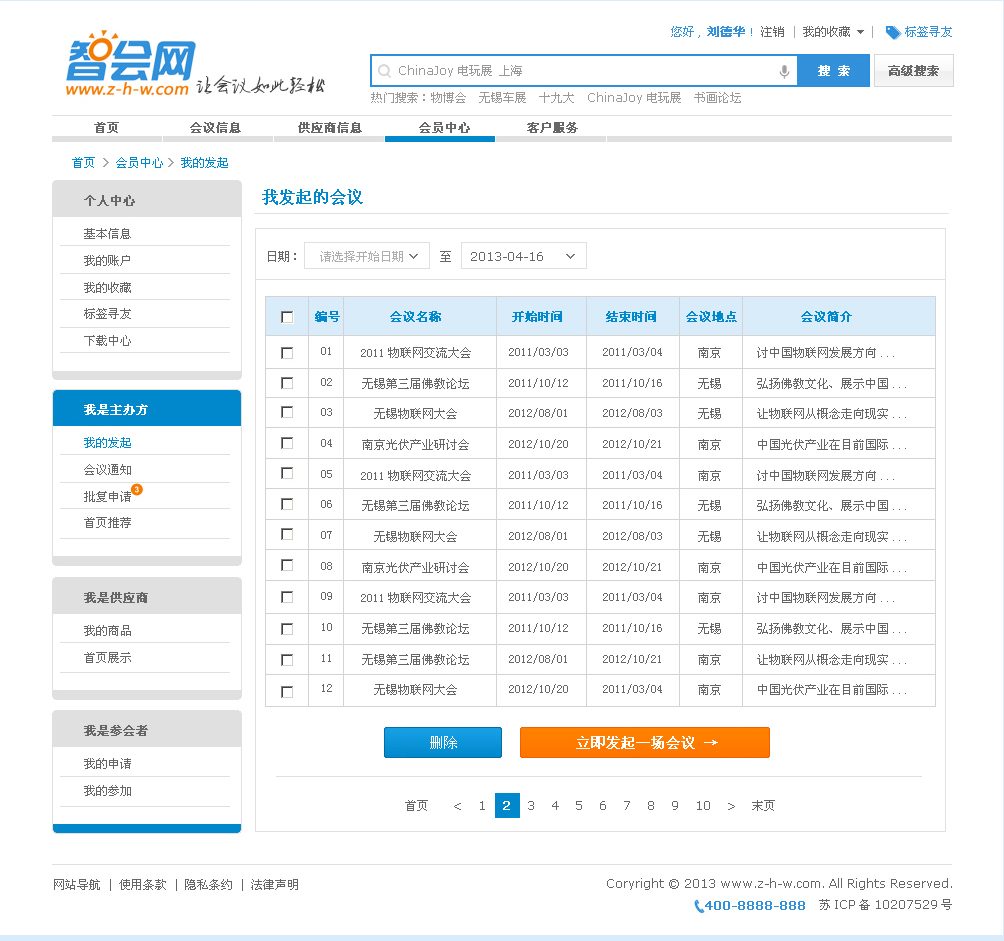 您好，刘德华！ 注销 | 我的收藏 | 标签寻友
智会网
www.z-h-w.com 让会议如此轻松
ChinaJoy 电玩展 上海 搜 索 高级搜索
热门搜索：物博会 无锡车展 十九大 ChinaJoy 电玩展 书画论坛
首页 会议信息 供应商信息 会员中心 客户服务
首页 > 会员中心 > 我的发起
个人中心
基本信息
我的账户
我的收藏
标签寻友
下载中心
我是主办方
我的发起
会议通知
批复申请 3
首页推荐
我是供应商
我的商品
首页展示
我是参会者
我的申请
我的参加
我发起的会议
日期： 请选择开始日期 至 2013-04-16
编号 会议名称 开始时间 结束时间 会议地点 会议简介
01 2011 物联网交流大会 2011/03/03 2011/03/04 南京 讨中国物联网发展方向 . . .
02 无锡第三届佛教论坛 2011/10/12 2011/10/16 无锡 弘扬佛教文化、展示中国 . . .
03 无锡物联网大会 2012/08/01 2012/08/03 无锡 让物联网从概念走向现实 . . .
04 南京光伏产业研讨会 2012/10/20 2012/10/21 南京 中国光伏产业在目前国际 . . .
05 2011 物联网交流大会 2011/03/03 2011/03/04 南京 讨中国物联网发展方向 . . .
06 无锡第三届佛教论坛 2011/10/12 2011/10/16 无锡 弘扬佛教文化、展示中国 . . .
07 无锡物联网大会 2012/08/01 2012/08/03 无锡 让物联网从概念走向现实 . . .
08 南京光伏产业研讨会 2012/10/20 2012/10/21 南京 中国光伏产业在目前国际 . . .
09 2011 物联网交流大会 2011/03/03 2011/03/04 南京 讨中国物联网发展方向 . . .
10 无锡第三届佛教论坛 2011/10/12 2011/10/16 无锡 弘扬佛教文化、展示中国 . . .
11 无锡第三届佛教论坛 2012/08/01 2012/10/21 南京 让物联网从概念走向现实 . . .
12 无锡物联网大会 2012/10/20 2011/03/04 南京 中国光伏产业在目前国际 . . .
删除 立即发起一场会议 →
首页 < 1 2 3 4 5 6 7 8 9 10 > 末页
网站导航 | 使用条款 | 隐私条约 | 法律声明
Coryright © 2013 www.z-h-w.com. All Rights Reserved.
400-8888-888 苏 ICP 备 10207529 号